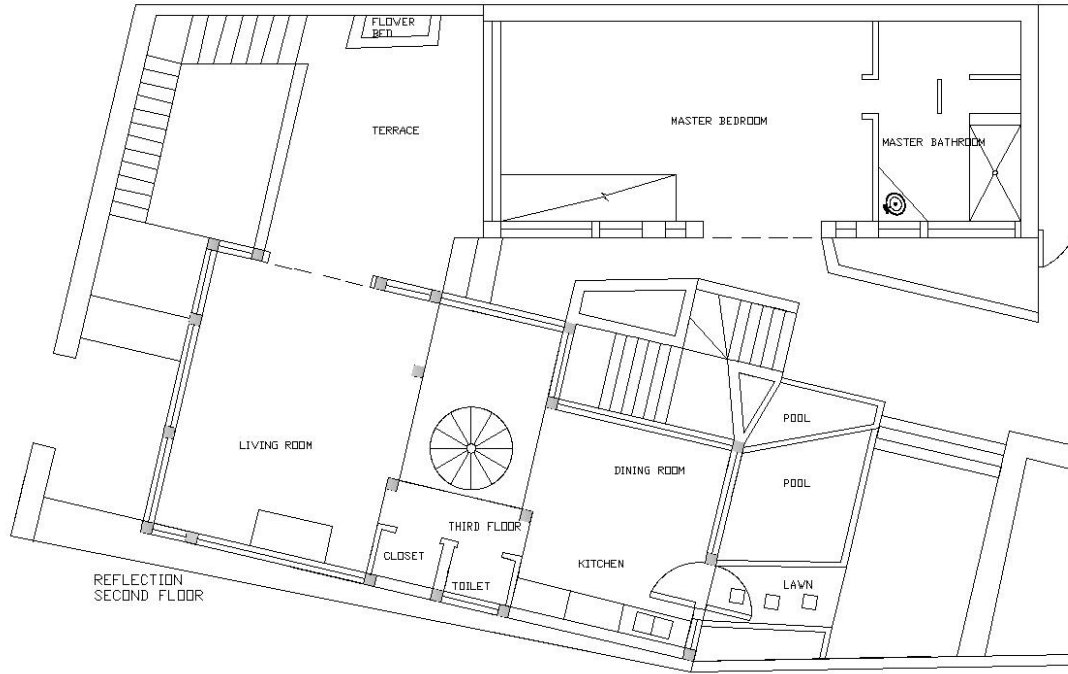 FLOWER
BED
TERRACE
MASTER BEDROOM
MASTER BATHROOM
POOL
LIVING ROOM
DINING ROOM
POOL
THIRD FLOOR
CLOSET
KITCHEN
TOILET
LAWN
REFLECTION
SECOND FLOOR